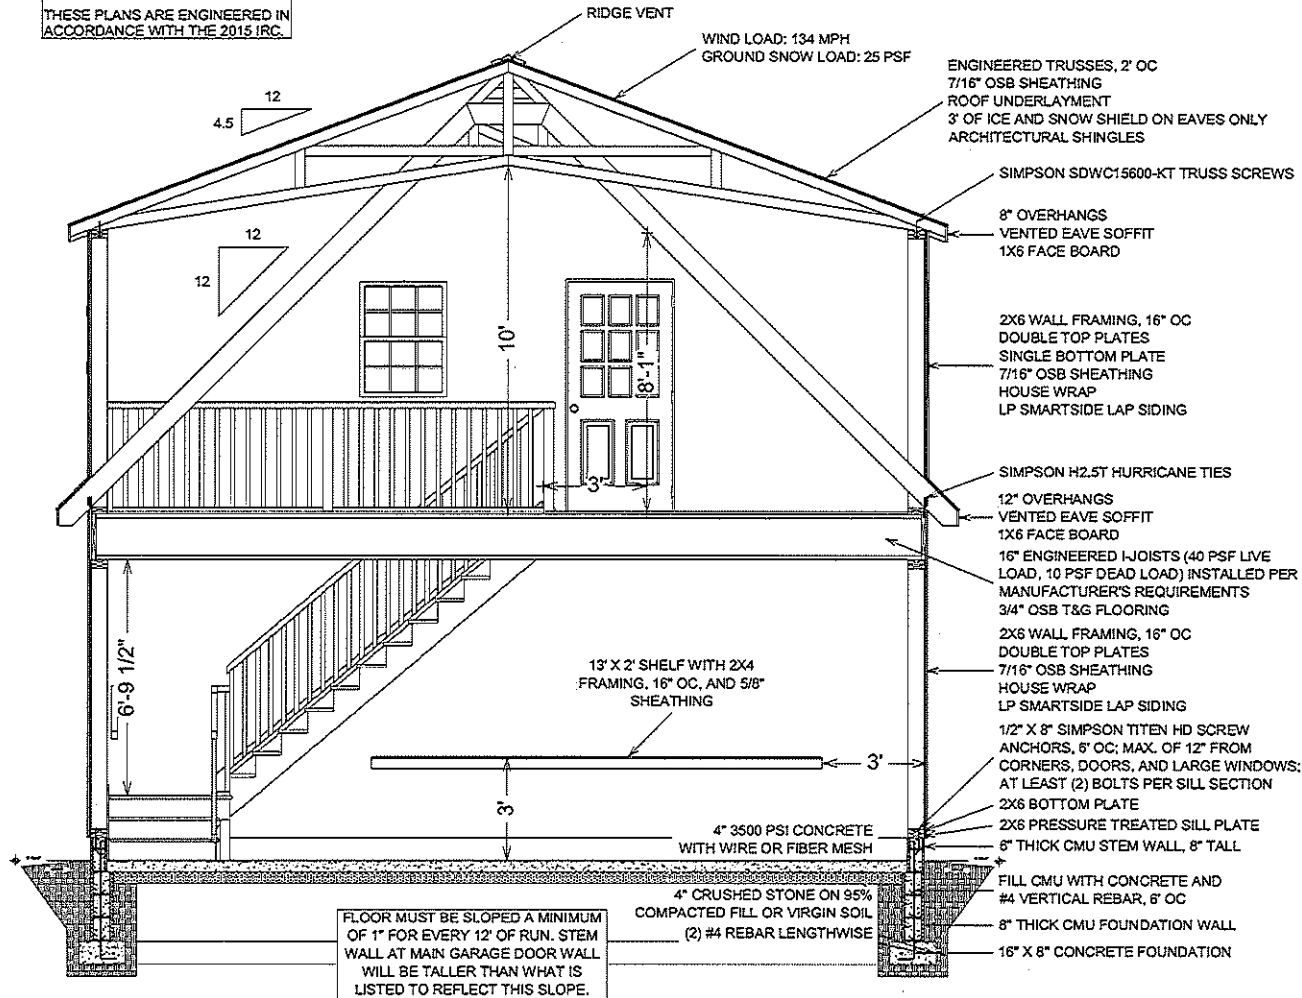 THESE PLANS ARE ENGINEERED IN
ACCORDANCE WITH THE 2015 IRC.
RIDGE VENT
WIND LOAD: 134 MPH
GROUND SNOW LOAD: 25 PSF
ENGINEERED TRUSSES, 2' OC
7/16" OSB SHEATHING
ROOF UNDERLAYMENT
3' OF ICE AND SNOW SHIELD ON EAVES ONLY
ARCHITECTURAL SHINGLES
12
4.5
SIMPSON SDWC15600-KT TRUSS SCREWS
8" OVERHANGS
VENTED EAVE SOFFIT
1X6 FACE BOARD
12
12
10'
8'-1"
3'
2X6 WALL FRAMING, 16" OC
DOUBLE TOP PLATES
SINGLE BOTTOM PLATE
7/16" OSB SHEATHING
HOUSE WRAP
LP SMARTSIDE LAP SIDING
SIMPSON H2.5T HURRICANE TIES
12" OVERHANGS
VENTED EAVE SOFFIT
1X6 FACE BOARD
16" ENGINEERED I-JOISTS (40 PSF LIVE
LOAD, 10 PSF DEAD LOAD) INSTALLED PER
MANUFACTURER'S REQUIREMENTS
3/4" OSB T&G FLOORING
2X6 WALL FRAMING, 16" OC
DOUBLE TOP PLATES
7/16" OSB SHEATHING
HOUSE WRAP
LP SMARTSIDE LAP SIDING
6'-9 1/2"
13' X 2' SHELF WITH 2X4
FRAMING, 16" OC, AND 5/8"
SHEATHING
3'
3'
1/2" X 8" SIMPSON TITEN HD SCREW
ANCHORS, 6' OC; MAX. OF 12" FROM
CORNERS, DOORS, AND LARGE WINDOWS;
AT LEAST (2) BOLTS PER SILL SECTION
2X6 BOTTOM PLATE
2X6 PRESSURE TREATED SILL PLATE
6" THICK CMU STEM WALL, 8" TALL
4" 3500 PSI CONCRETE
WITH WIRE OR FIBER MESH
FILL CMU WITH CONCRETE AND
#4 VERTICAL REBAR, 6' OC
8" THICK CMU FOUNDATION WALL
16" X 8" CONCRETE FOUNDATION
4" CRUSHED STONE ON 95%
COMPACTED FILL OR VIRGIN SOIL
(2) #4 REBAR LENGTHWISE
FLOOR MUST BE SLOPED A MINIMUM
OF 1" FOR EVERY 12' OF RUN. STEM
WALL AT MAIN GARAGE DOOR WALL
WILL BE TALLER THAN WHAT IS
LISTED TO REFLECT THIS SLOPE.